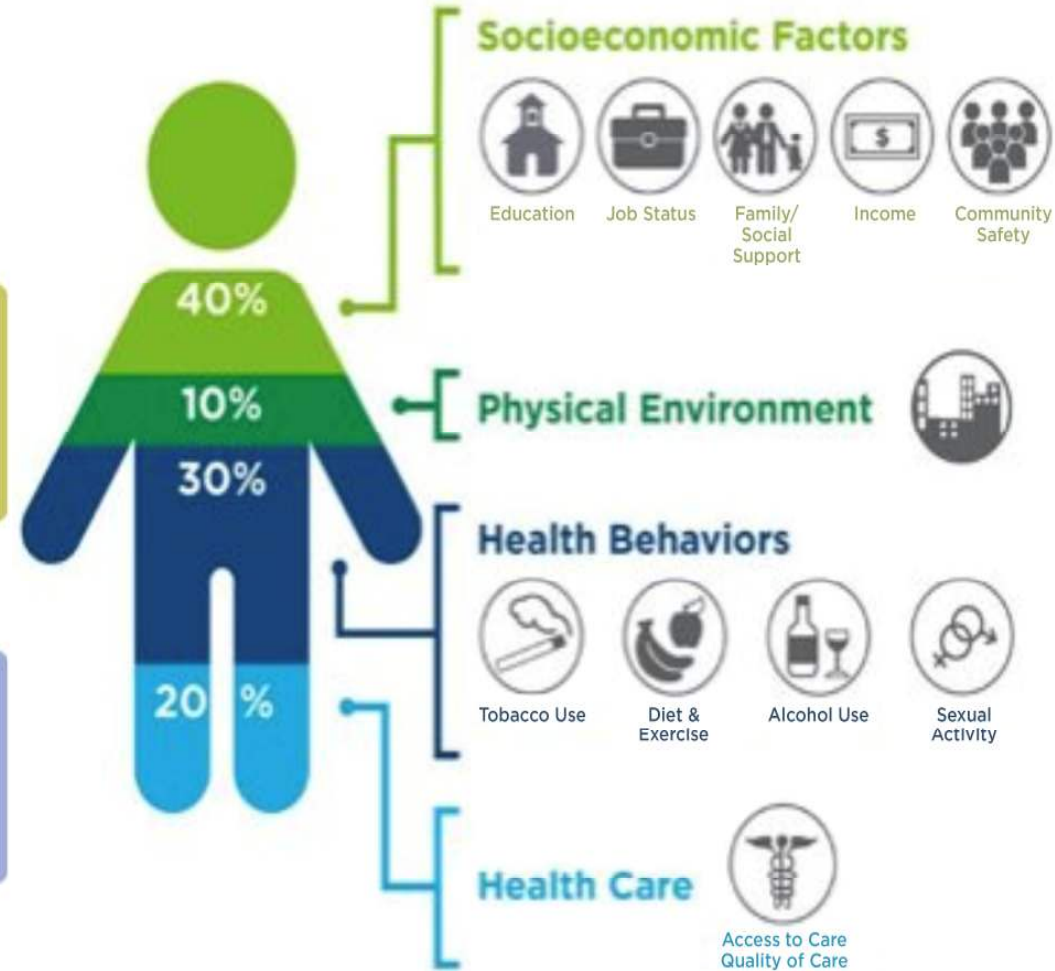 Socioeconomic Factors
$
Education
Job Status
Family/
Social
Support
Income
Community
Safety
40%
10%
Physical Environment
30%
Health Behaviors
Tobacco Use
Diet &
Exercise
Alcohol Use
Sexual
Activity
20 %
Health Care
Access to Care
Quality of Care